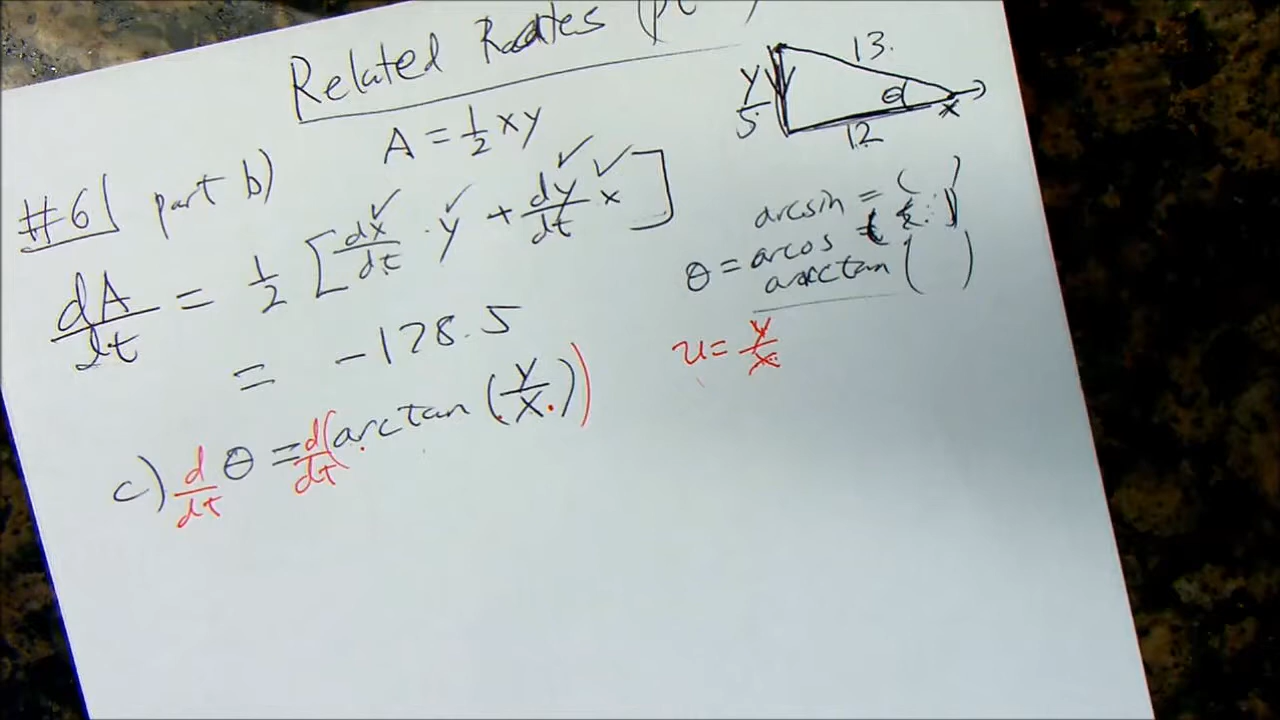 Related Rates (pt
A = 1/2 xy
#6 part b)
dA/dt = 1/2 [dx/dt · y + dy/dt x]
= -128.5
c) d/dt θ = d/dt (arctan (y/x))
13
y
5
θ
x
12
arcsin = ( )
θ = arcos
arctan ( )
u = y/x